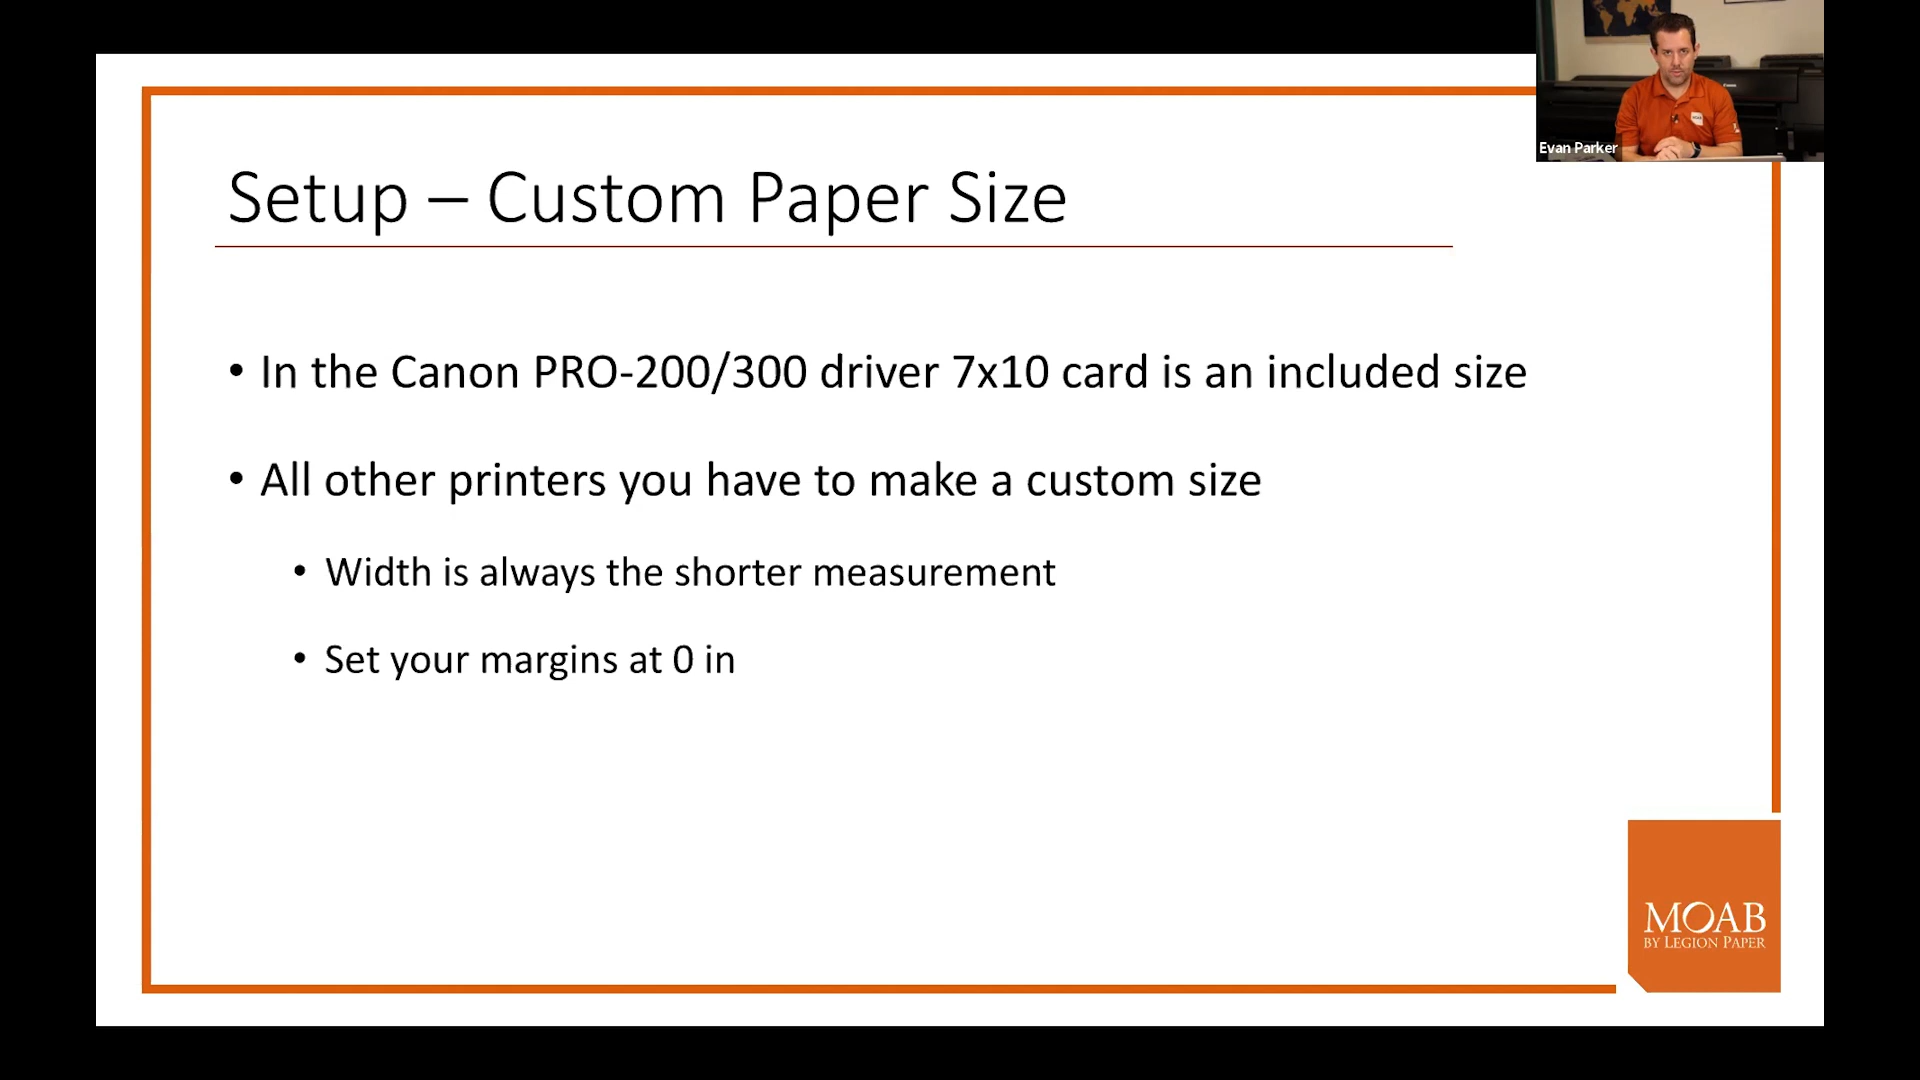 Evan Parker
Setup – Custom Paper Size
• In the Canon PRO-200/300 driver 7x10 card is an included size
• All other printers you have to make a custom size
• Width is always the shorter measurement
• Set your margins at 0 in
MOAB
BY LEGION PAPER